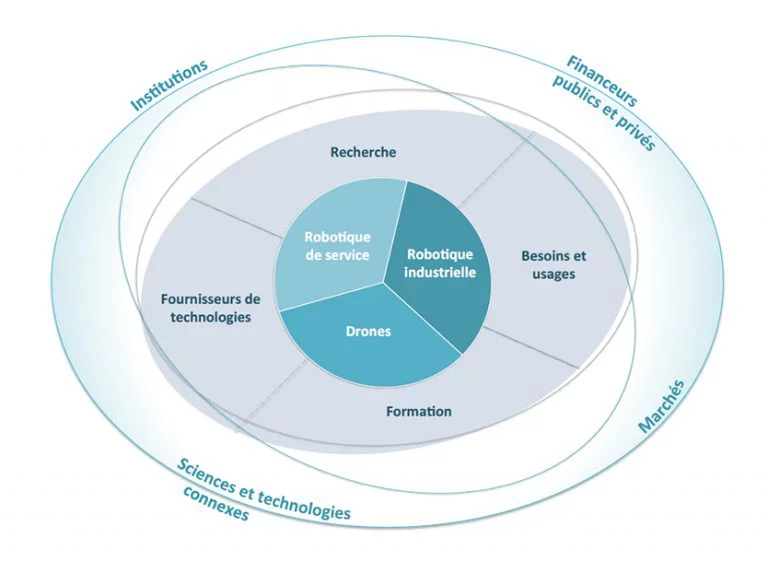 Institutions
Financeurs
publics et privés
Recherche
Robotique
de service
Robotique
industrielle
Besoins et
usages
Fournisseurs de
technologies
Drones
Formation
Marchés
Sciences et technologies
connexes